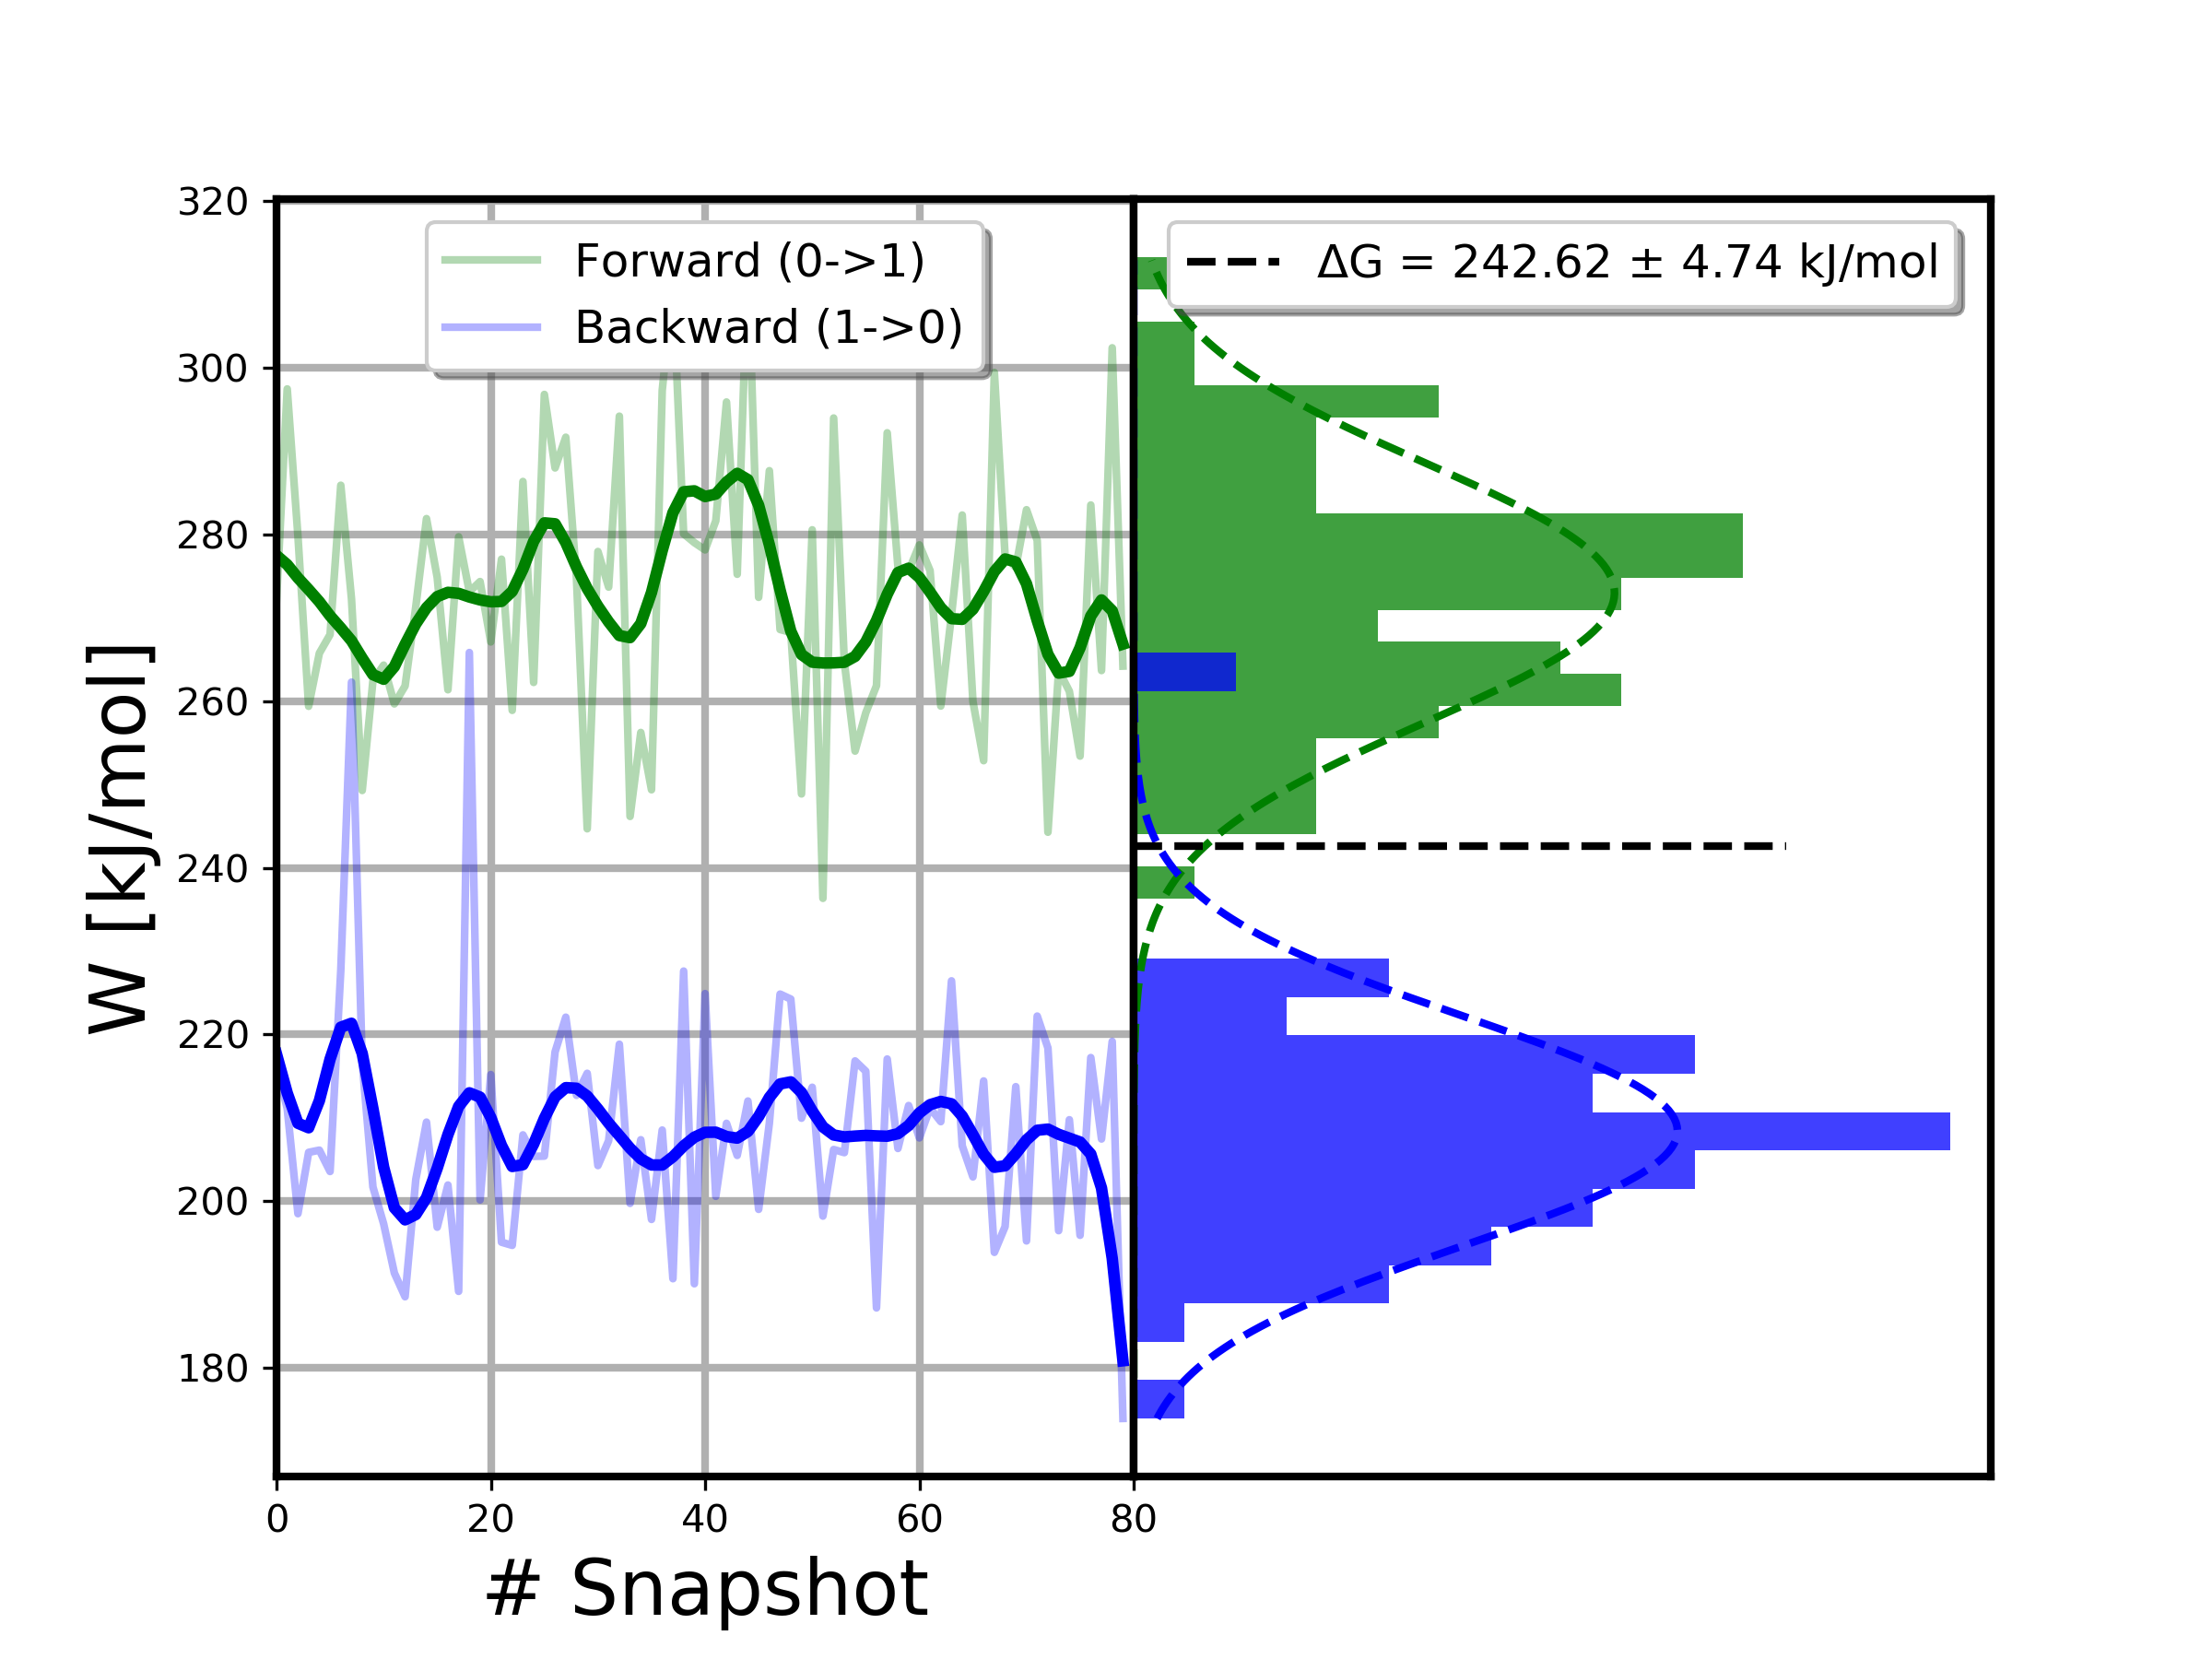 320
300
280
260
240
220
200
180
W [kJ/mol]
0
20
40
60
80
# Snapshot
Forward (0->1)
Backward (1->0)
ΔG = 242.62 ± 4.74 kJ/mol